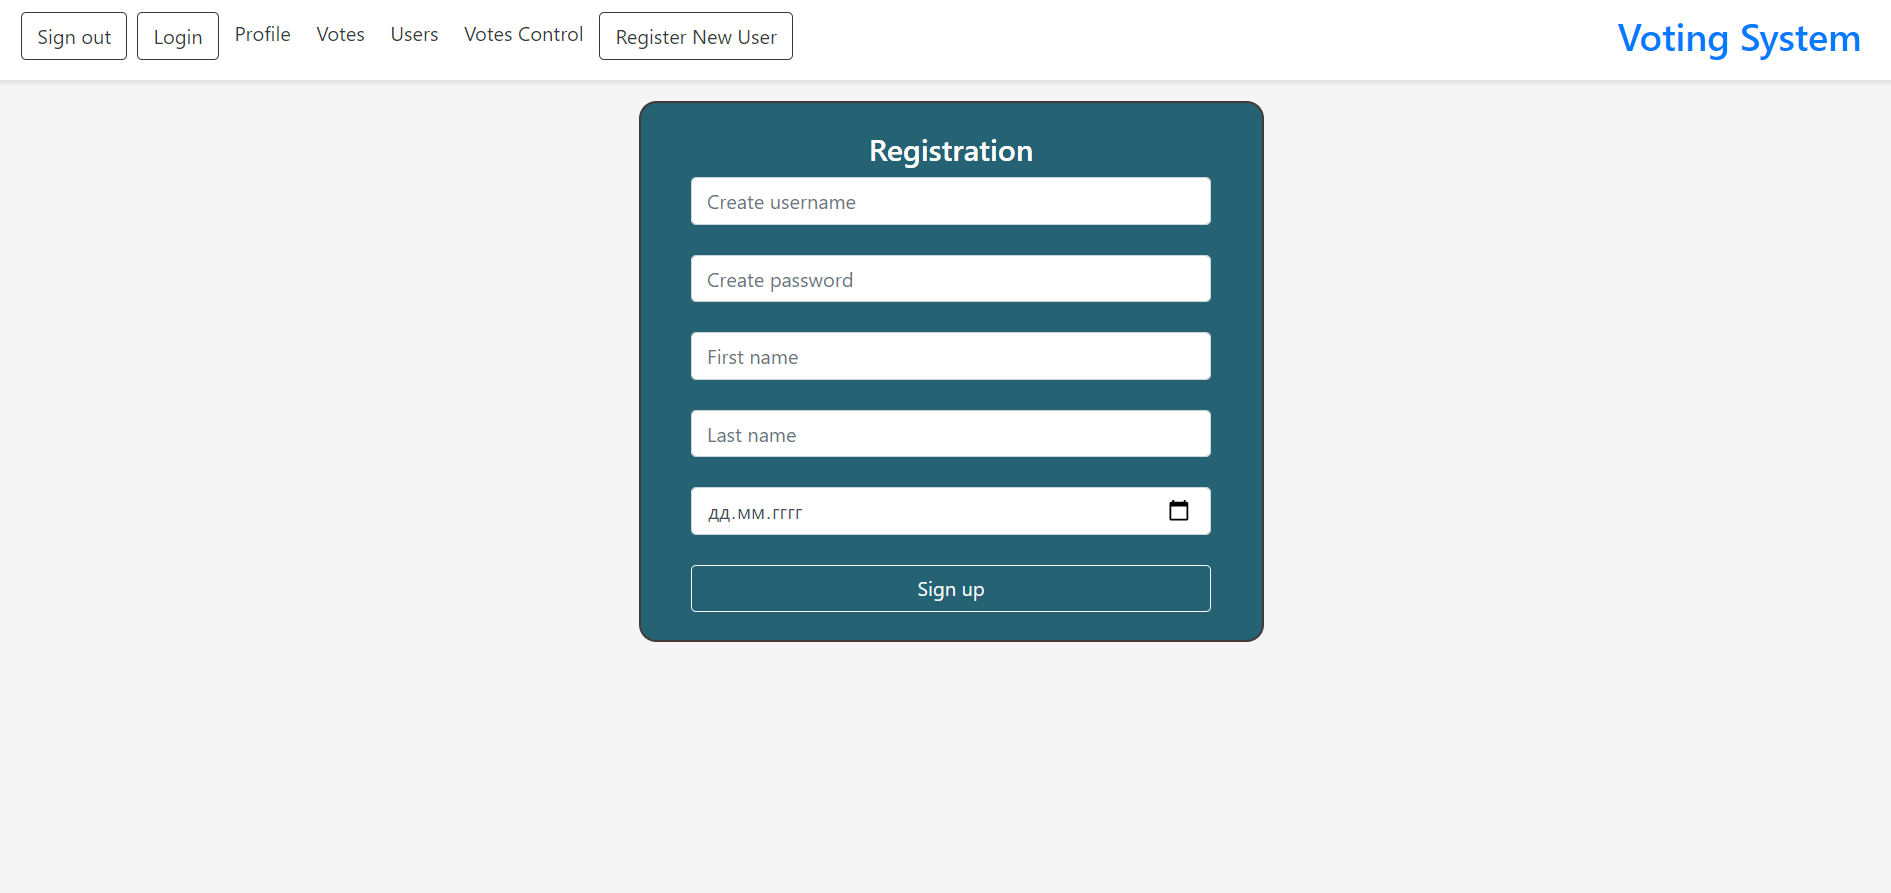 Sign out Login Profile Votes Users Votes Control Register New User Voting System
Registration
Create username
Create password
First name
Last name
дд.мм.гггг
Sign up